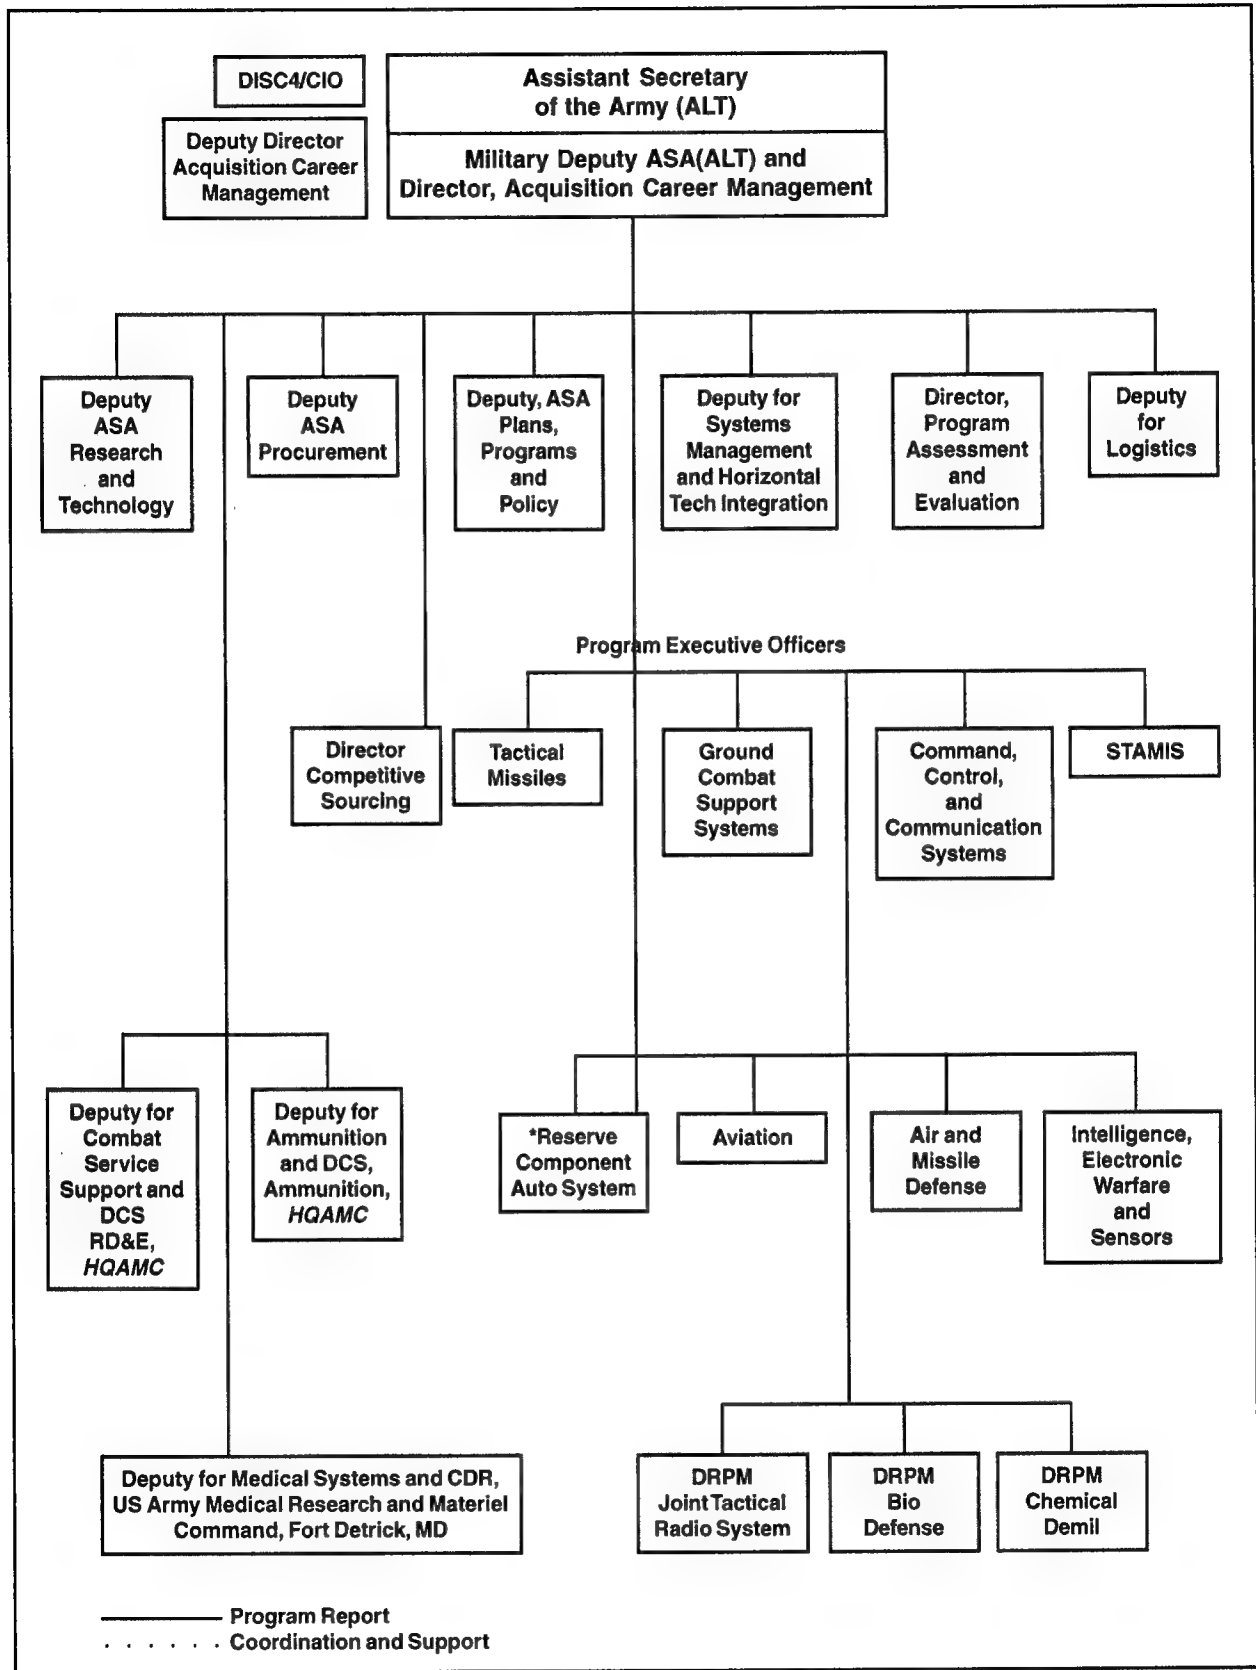 DISC4/CIO
Assistant Secretary
of the Army (ALT)
Deputy Director
Acquisition Career
Management
Military Deputy ASA(ALT) and
Director, Acquisition Career Management
Deputy
ASA
Research
and
Technology
Deputy
ASA
Procurement
Deputy, ASA
Plans,
Programs
and
Policy
Deputy for
Systems
Management
and Horizontal
Tech Integration
Director,
Program
Assessment
and
Evaluation
Deputy
for
Logistics
Program Executive Officers
Director
Competitive
Sourcing
Tactical
Missiles
Ground
Combat
Support
Systems
Command,
Control,
and
Communication
Systems
STAMIS
Deputy for
Combat
Service
Support and
DCS
RD&E,
HQAMC
Deputy for
Ammunition
and DCS,
Ammunition,
HQAMC
*Reserve
Component
Auto System
Aviation
Air and
Missile
Defense
Intelligence,
Electronic
Warfare
and
Sensors
Deputy for Medical Systems and CDR,
US Army Medical Research and Materiel
Command, Fort Detrick, MD
DRPM
Joint Tactical
Radio System
DRPM
Bio
Defense
DRPM
Chemical
Demil
Program Report
Coordination and Support